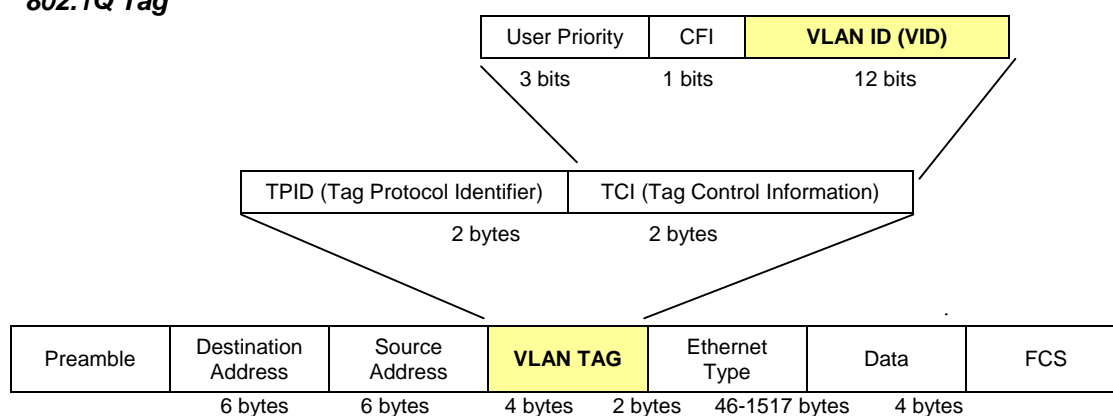 802.1Q Tag
User Priority CFI VLAN ID (VID)
3 bits 1 bits 12 bits
TPID (Tag Protocol Identifier) TCI (Tag Control Information)
2 bytes 2 bytes
Preamble Destination Address Source Address VLAN TAG Ethernet Type Data FCS
6 bytes 6 bytes 4 bytes 2 bytes 46-1517 bytes 4 bytes